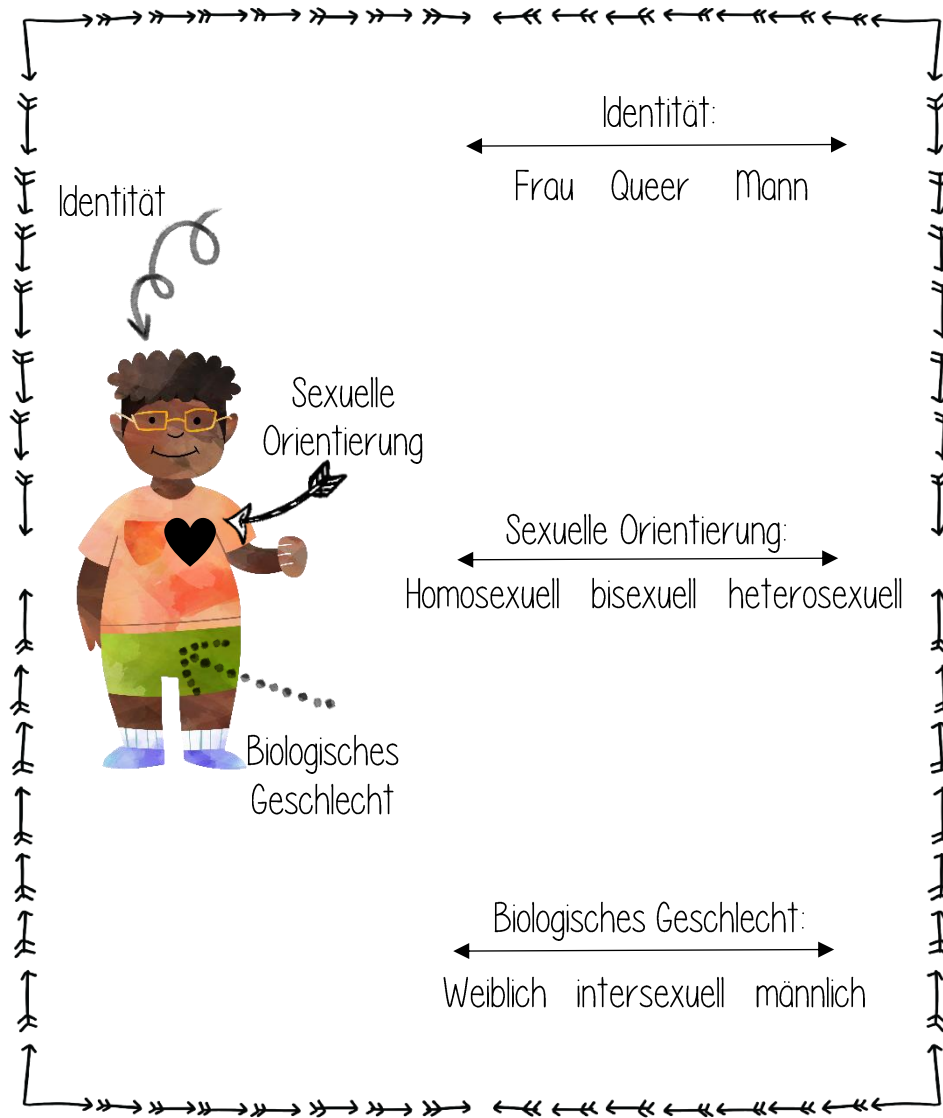 Identität:
Frau Queer Mann
Identität
Sexuelle
Orientierung
Sexuelle Orientierung:
Homosexuell bisexuell heterosexuell
Biologisches
Geschlecht
Biologisches Geschlecht:
Weiblich intersexuell männlich